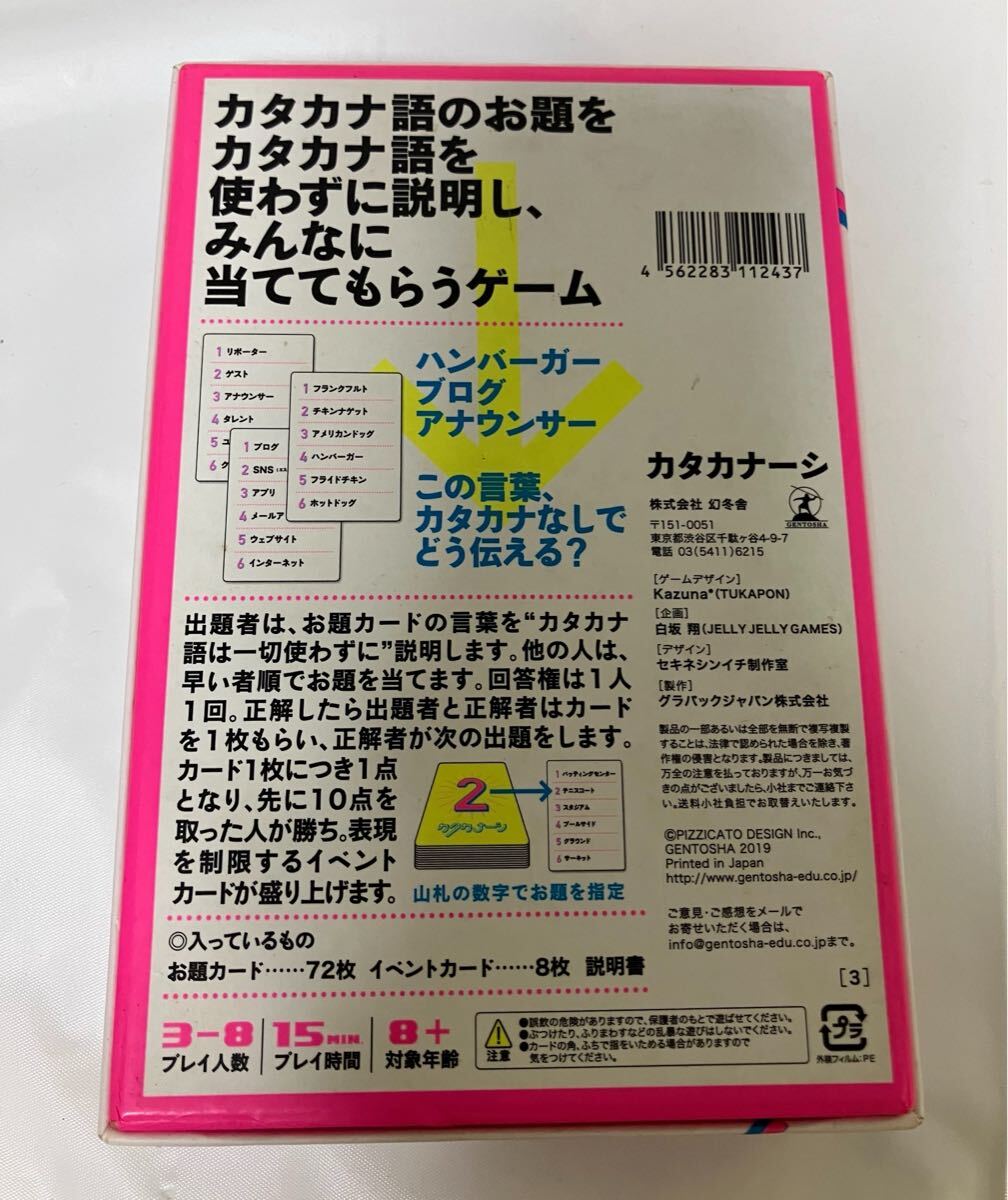 カタカナ語のお題を
カタカナ語を
使わずに説明し、
みんなに
当ててもらうゲーム
4 562283 112437
1 リポーター
2 ゲスト
3 アナウンサー
4 タレント
5 ユ
6 ク
1 ブログ
2 SNS
3 アプリ
4 メールア
5 ウェブサイト
6 インターネット
1 フランクフルト
2 チキンナゲット
3 アメリカンドッグ
4 ハンバーガー
5 フライドチキン
6 ホットドッグ
ハンバーガー
ブログ
アナウンサー
この言葉、
カタカナなしで
どう伝える?
カタカナーシ
株式会社 幻冬舎
GENTOSHA
〒151-0051
東京都渋谷区千駄ヶ谷4-9-7
電話 03(5411)6215
[ゲームデザイン]
Kazuna*(TUKAPON)
[企画]
白坂 翔(JELLY JELLY GAMES)
[デザイン]
セキネシンイチ制作室
[製作]
グラパックジャパン株式会社
製品の一部あるいは全部を無断で複写複製
することは、法律で認められた場合を除き、著
作権の侵害となります。製品につきましては、
万全の注意を払っておりますが、万一お気づ
きの点がございましたら、小社までご連絡下さ
い。送料小社負担でお取替えいたします。
©PIZZICATO DESIGN Inc.,
GENTOSHA 2019
Printed in Japan
http://www.gentosha-edu.co.jp/
ご意見・ご感想をメールで
お寄せいただく場合は、
info@gentosha-edu.co.jpまで。
[3]
出題者は、お題カードの言葉を“カタカナ
語は一切使わずに”説明します。他の人は、
早い者順でお題を当てます。回答権は1人
1回。正解したら出題者と正解者はカード
を1枚もらい、正解者が次の出題をします。
カード1枚につき1点
となり、先に10点を
取った人が勝ち。表現
を制限するイベント
カードが盛り上げます。
2
カタカナーシ
1 バッティングセンター
2 テニスコート
3 スタジアム
4 プールサイド
5 グラウンド
6 サーキット
山札の数字でお題を指定
◎入っているもの
お題カード……72枚 イベントカード……8枚 説明書
3−8 15MIN. 8+
プレイ人数 プレイ時間 対象年齢
注意
●誤飲の危険がありますので、保護者のもとで遊ばせてください。
●ぶつけたり、ふりまわすなどの乱暴な遊びはしないでください。
●カードの角、ふちで指をいためる場合がありますので
気をつけてください。
プラ
外装フィルム:PE